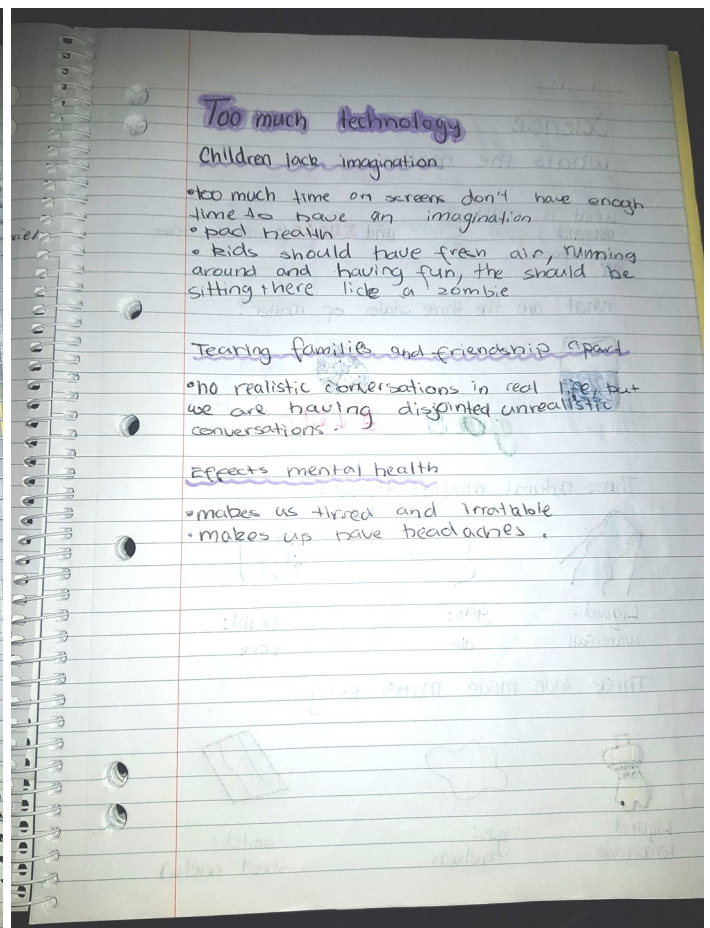 Too much technology
Children lack imagination
• too much time on screens don't have enogh
time to have an imagination
• bad health
• kids should have fresh air, running
around and having fun, the should be
sitting there like a zombie
Tearing families and friendship apart
• no realistic conversations in real life, but
we are having disjointed unrealistic
conversations.
Effects mental health
• makes us tirred and irratable
• makes up have headaches.